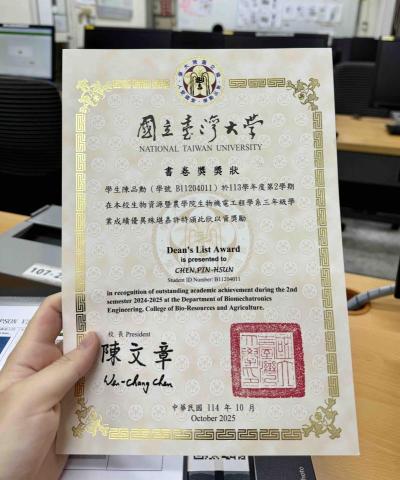 國立臺灣大學
NATIONAL TAIWAN UNIVERSITY
書卷獎獎狀
學生陳品勳(學號 B11204011)於113學年度第2學期
在本校生物資源暨農學院生物機電工程學系三年級學
業成績優異殊堪嘉許特頒此狀以資獎勵
Dean's List Award
is presented to
CHEN,PIN-HSUN
Student ID Number: B11204011
in recognition of outstanding academic achievement during the 2nd
semester 2024-2025 at the Department of Biomechatronics
Engineering, College of Bio-Resources and Agriculture.
校長 President
陳文章
Wen-Chang Chen
中華民國 114 年 10 月
October 2025
107-2
EPSON
photo